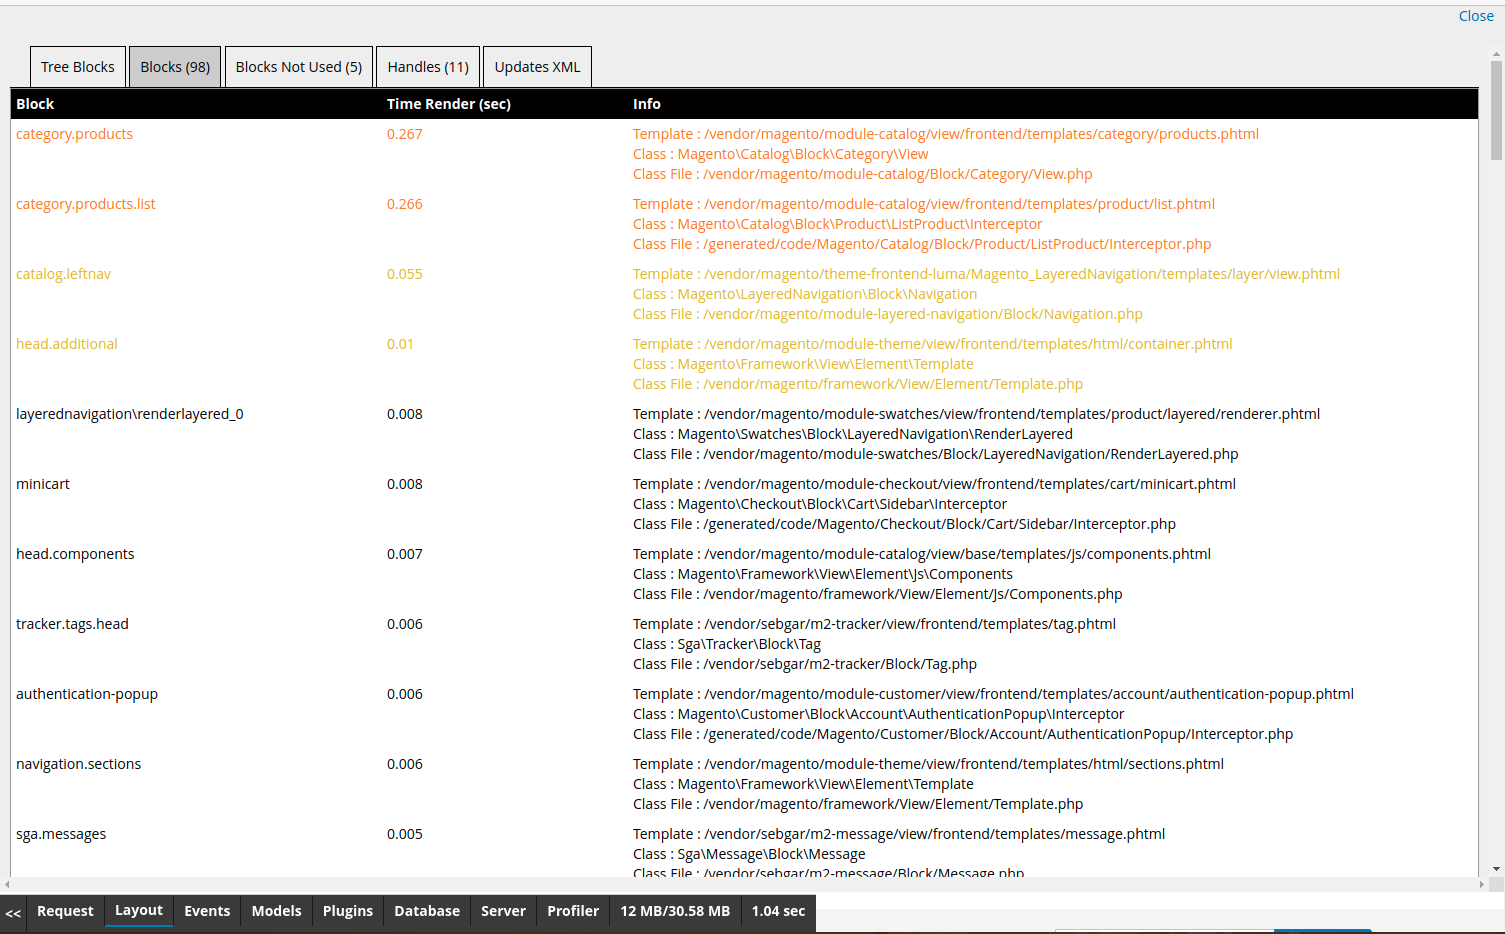 Close
Tree Blocks Blocks (98) Blocks Not Used (5) Handles (11) Updates XML
Block Time Render (sec) Info
category.products 0.267 Template : /vendor/magento/module-catalog/view/frontend/templates/category/products.phtml
Class : Magento\Catalog\Block\Category\View
Class File : /vendor/magento/module-catalog/Block/Category/View.php
category.products.list 0.266 Template : /vendor/magento/module-catalog/view/frontend/templates/product/list.phtml
Class : Magento\Catalog\Block\Product\ListProduct\Interceptor
Class File : /generated/code/Magento/Catalog/Block/Product/ListProduct/Interceptor.php
catalog.leftnav 0.055 Template : /vendor/magento/theme-frontend-luma/Magento_LayeredNavigation/templates/layer/view.phtml
Class : Magento\LayeredNavigation\Block\Navigation
Class File : /vendor/magento/module-layered-navigation/Block/Navigation.php
head.additional 0.01 Template : /vendor/magento/module-theme/view/frontend/templates/html/container.phtml
Class : Magento\Framework\View\Element\Template
Class File : /vendor/magento/framework/View/Element/Template.php
layerednavigation\renderlayered_0 0.008 Template : /vendor/magento/module-swatches/view/frontend/templates/product/layered/renderer.phtml
Class : Magento\Swatches\Block\LayeredNavigation\RenderLayered
Class File : /vendor/magento/module-swatches/Block/LayeredNavigation/RenderLayered.php
minicart 0.008 Template : /vendor/magento/module-checkout/view/frontend/templates/cart/minicart.phtml
Class : Magento\Checkout\Block\Cart\Sidebar\Interceptor
Class File : /generated/code/Magento/Checkout/Block/Cart/Sidebar/Interceptor.php
head.components 0.007 Template : /vendor/magento/module-catalog/view/base/templates/js/components.phtml
Class : Magento\Framework\View\Element\Js\Components
Class File : /vendor/magento/framework/View/Element/Js/Components.php
tracker.tags.head 0.006 Template : /vendor/sebgar/m2-tracker/view/frontend/templates/tag.phtml
Class : Sga\Tracker\Block\Tag
Class File : /vendor/sebgar/m2-tracker/Block/Tag.php
authentication-popup 0.006 Template : /vendor/magento/module-customer/view/frontend/templates/account/authentication-popup.phtml
Class : Magento\Customer\Block\Account\AuthenticationPopup\Interceptor
Class File : /generated/code/Magento/Customer/Block/Account/AuthenticationPopup/Interceptor.php
navigation.sections 0.006 Template : /vendor/magento/module-theme/view/frontend/templates/html/sections.phtml
Class : Magento\Framework\View\Element\Template
Class File : /vendor/magento/framework/View/Element/Template.php
sga.messages 0.005 Template : /vendor/sebgar/m2-message/view/frontend/templates/message.phtml
Class : Sga\Message\Block\Message
Class File : /vendor/sebgar/m2-message/Block/Message.php
<< Request Layout Events Models Plugins Database Server Profiler 12 MB/30.58 MB 1.04 sec